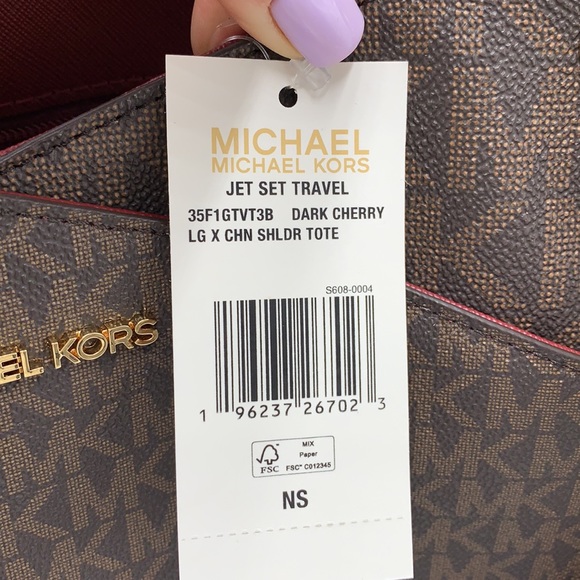 MICHAEL
MICHAEL KORS
JET SET TRAVEL
35F1GTVT3B DARK CHERRY
LG X CHN SHLDR TOTE
S608-0004
1 96237 26702 3
MIX
Paper
FSC® C012345
FSC
NS
EL KORS